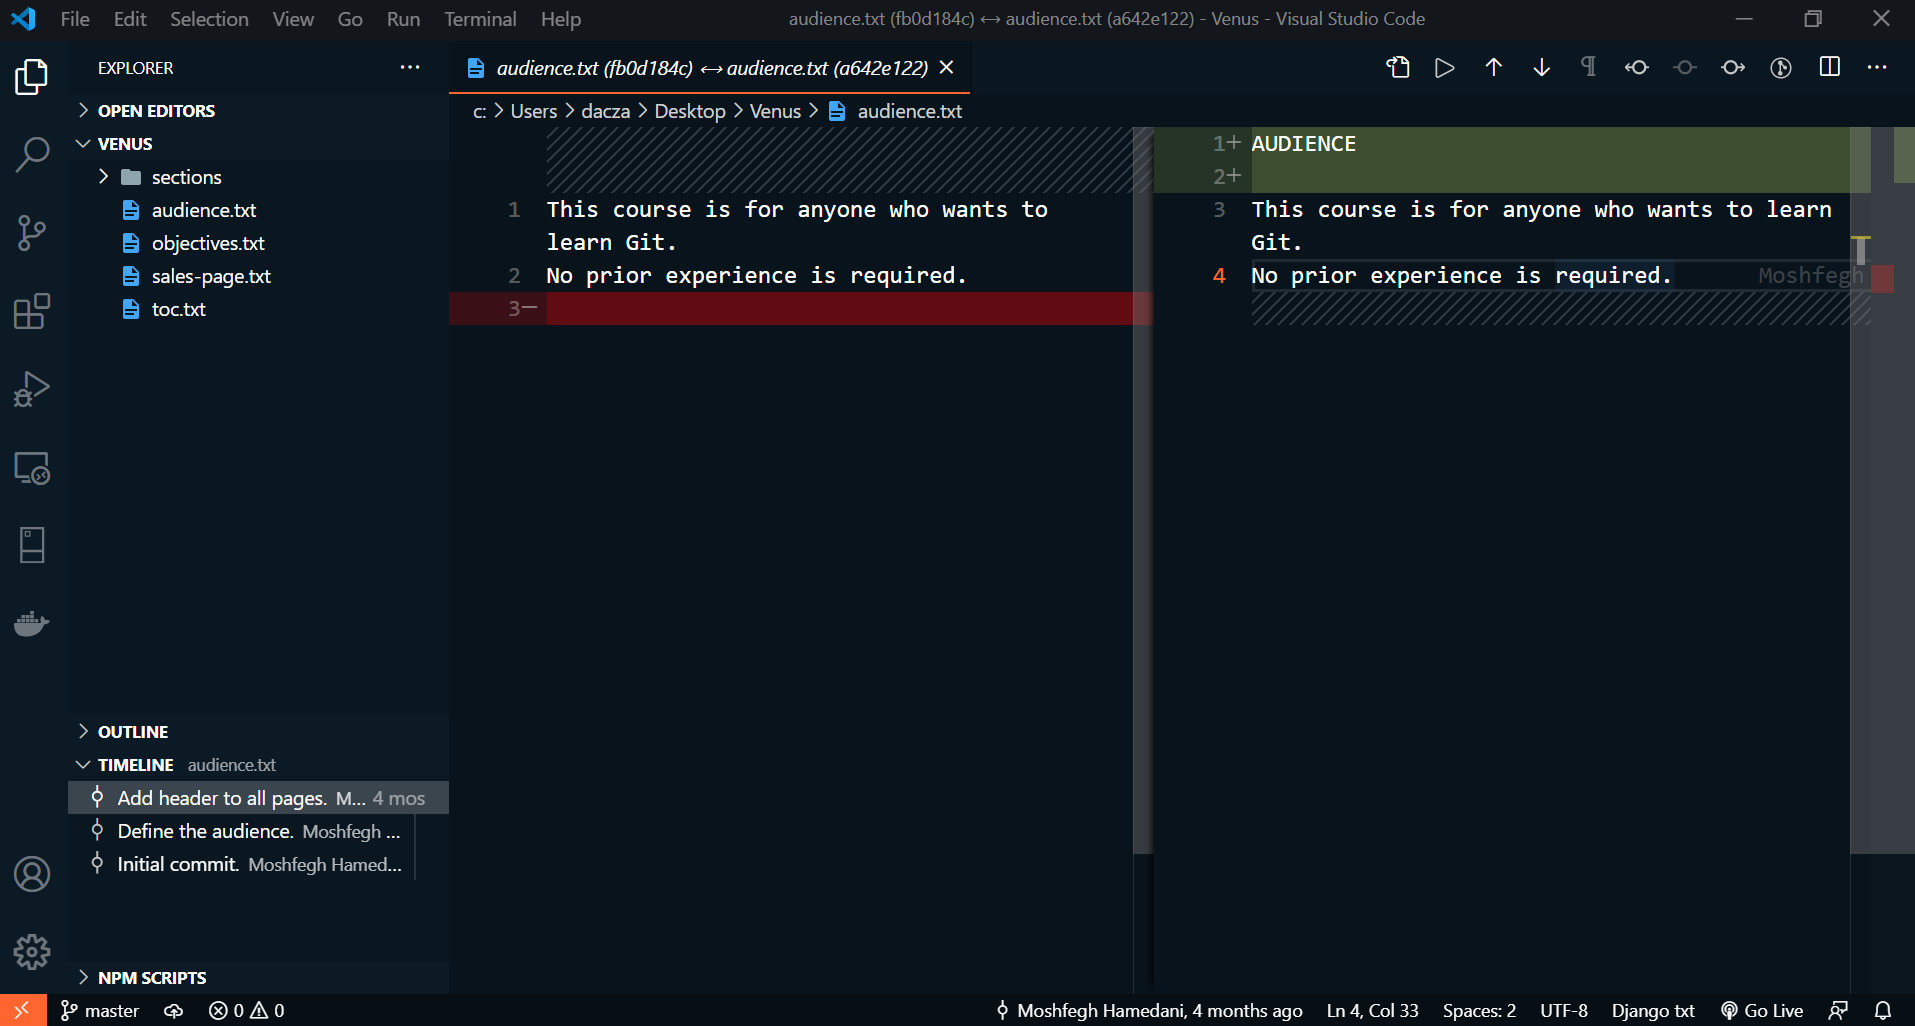 File Edit Selection View Go Run Terminal Help
audience.txt (fb0d184c) ↔ audience.txt (a642e122) - Venus - Visual Studio Code
EXPLORER
OPEN EDITORS
VENUS
sections
audience.txt
objectives.txt
sales-page.txt
toc.txt
OUTLINE
TIMELINE audience.txt
Add header to all pages. M... 4 mos
Define the audience. Moshfegh ...
Initial commit. Moshfegh Hamed...
NPM SCRIPTS
audience.txt (fb0d184c) ↔ audience.txt (a642e122)
c: > Users > dacza > Desktop > Venus > audience.txt
1 This course is for anyone who wants to
learn Git.
2 No prior experience is required.
3−
1+ AUDIENCE
2+
3 This course is for anyone who wants to learn
Git.
4 No prior experience is required. Moshfegh
master 0 0
Moshfegh Hamedani, 4 months ago Ln 4, Col 33 Spaces: 2 UTF-8 Django txt Go Live